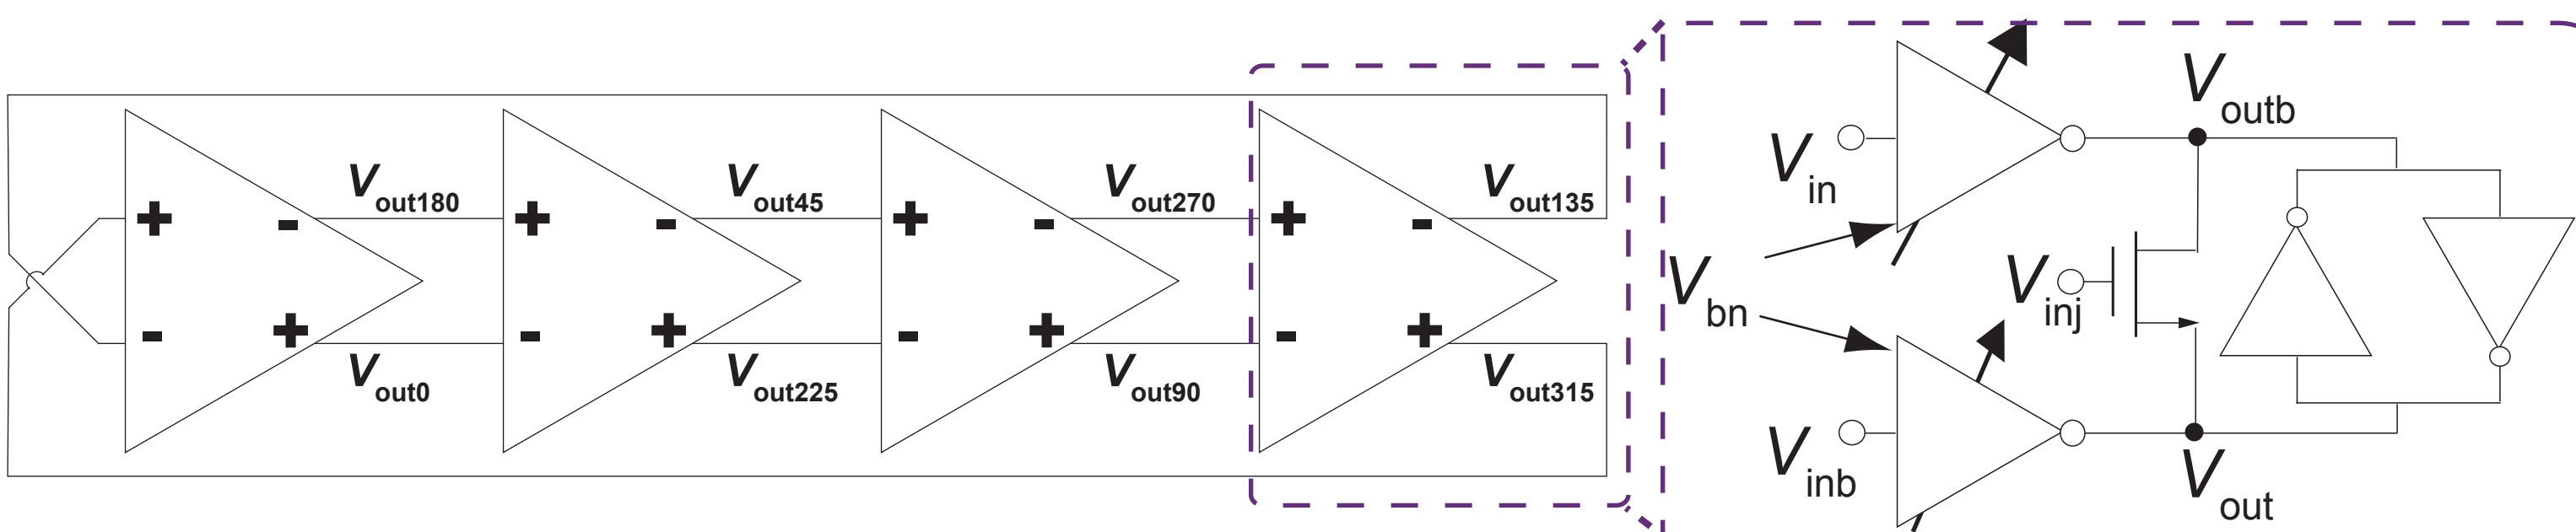 Vout180
Vout45
Vout270
Vout135
+ - + - + - + -
- + - + - + - +
Vout0
Vout225
Vout90
Vout315
Voutb
Vin
Vbn
Vinj
Vinb
Vout